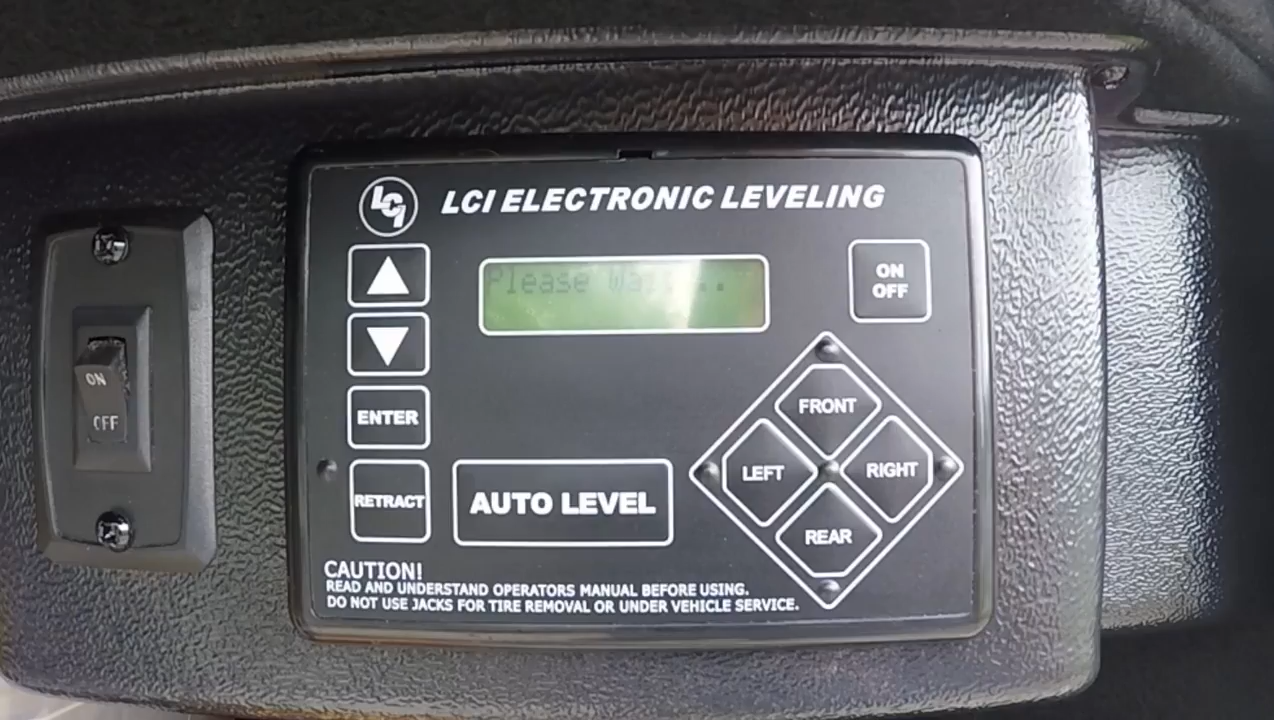 LCI
LCI ELECTRONIC LEVELING
Please Wait...
ON
OFF
ON
OFF
ENTER
RETRACT
AUTO LEVEL
FRONT
LEFT
RIGHT
REAR
CAUTION!
READ AND UNDERSTAND OPERATORS MANUAL BEFORE USING.
DO NOT USE JACKS FOR TIRE REMOVAL OR UNDER VEHICLE SERVICE.